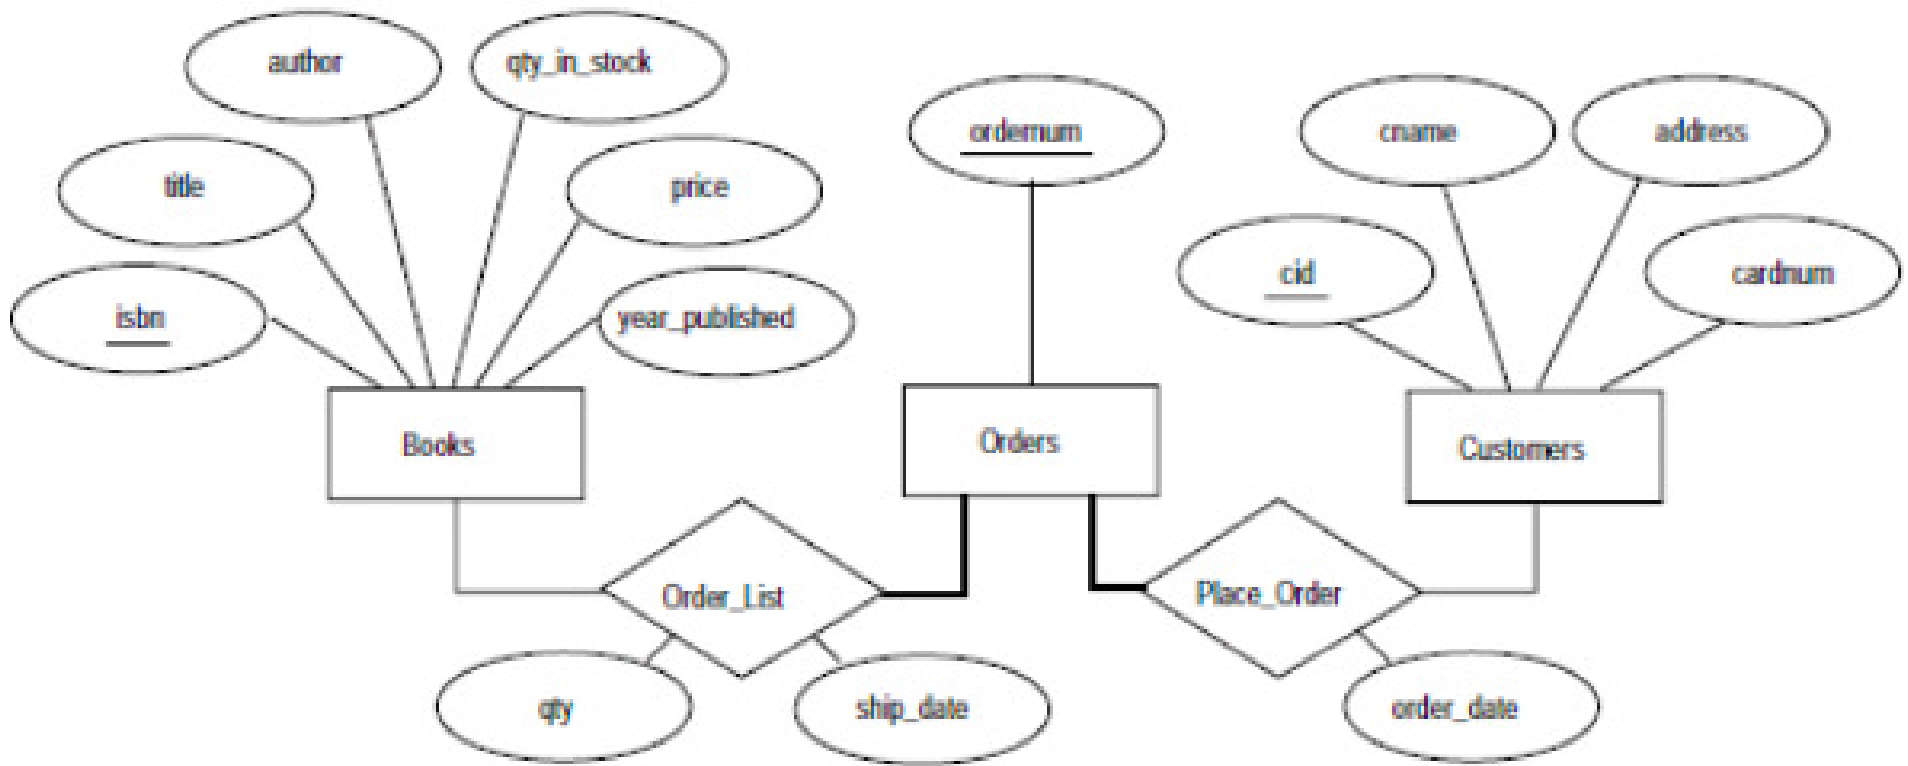 author
qty_in_stock
ordernum
cname
address
title
price
cid
cardnum
isbn
year_published
Books
Orders
Customers
Order_List
Place_Order
qty
ship_date
order_date